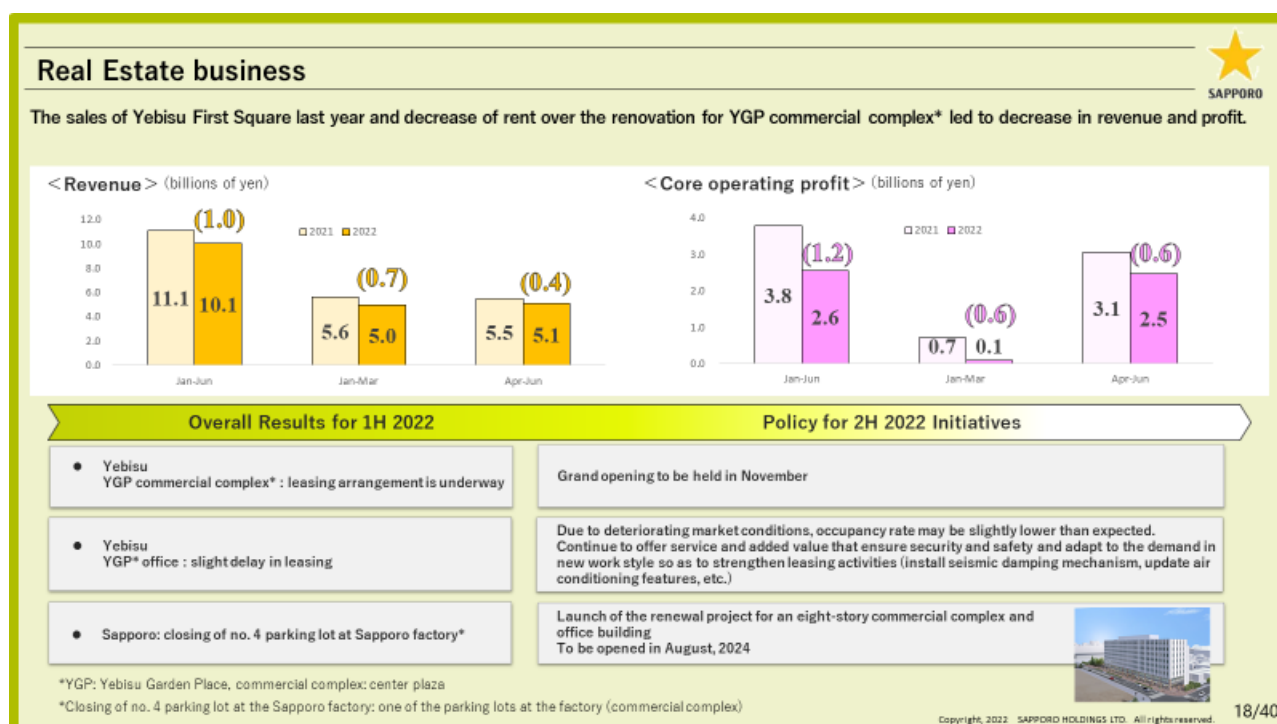 Real Estate business
SAPPORO
The sales of Yebisu First Square last year and decrease of rent over the renovation for YGP commercial complex* led to decrease in revenue and profit.
＜Revenue＞ (billions of yen)
12.0
10.0
8.0
6.0
4.0
2.0
0.0
2021 2022
(1.0)
(0.7)
(0.4)
11.1 10.1
5.6 5.0
5.5 5.1
Jan-Jun Jan-Mar Apr-Jun
＜Core operating profit＞ (billions of yen)
4.0
3.0
2.0
1.0
0.0
2021 2022
(1.2)
(0.6)
(0.6)
3.8 2.6
0.7 0.1
3.1 2.5
Jan-Jun Jan-Mar Apr-Jun
Overall Results for 1H 2022
Policy for 2H 2022 Initiatives
● Yebisu
YGP commercial complex* : leasing arrangement is underway
Grand opening to be held in November
● Yebisu
YGP* office : slight delay in leasing
Due to deteriorating market conditions, occupancy rate may be slightly lower than expected.
Continue to offer service and added value that ensure security and safety and adapt to the demand in
new work style so as to strengthen leasing activities (install seismic damping mechanism, update air
conditioning features, etc.)
● Sapporo: closing of no. 4 parking lot at Sapporo factory*
Launch of the renewal project for an eight-story commercial complex and
office building
To be opened in August, 2024
*YGP: Yebisu Garden Place, commercial complex: center plaza
*Closing of no. 4 parking lot at the Sapporo factory: one of the parking lots at the factory (commercial complex)
Copyright, 2022 SAPPORO HOLDINGS LTD. All rights reserved.
18/40